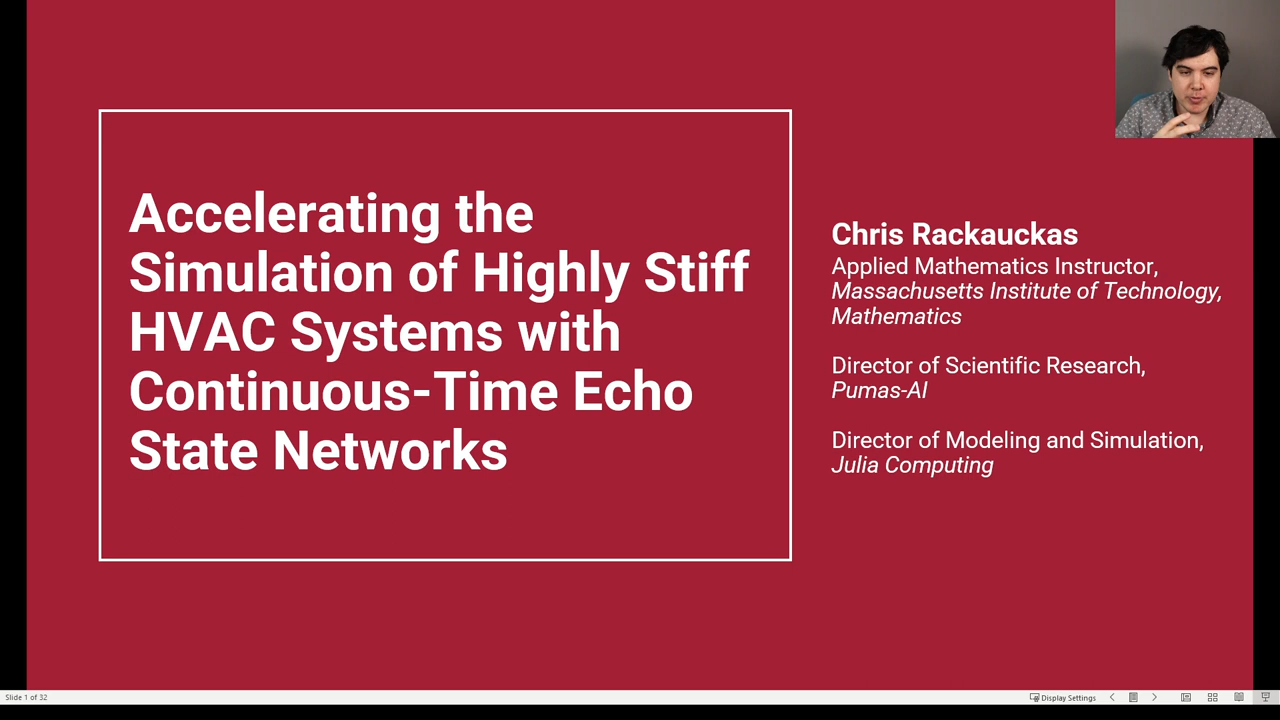 Accelerating the
Simulation of Highly Stiff
HVAC Systems with
Continuous-Time Echo
State Networks
Chris Rackauckas
Applied Mathematics Instructor,
Massachusetts Institute of Technology,
Mathematics
Director of Scientific Research,
Pumas-AI
Director of Modeling and Simulation,
Julia Computing
Slide 1 of 32
Display Settings